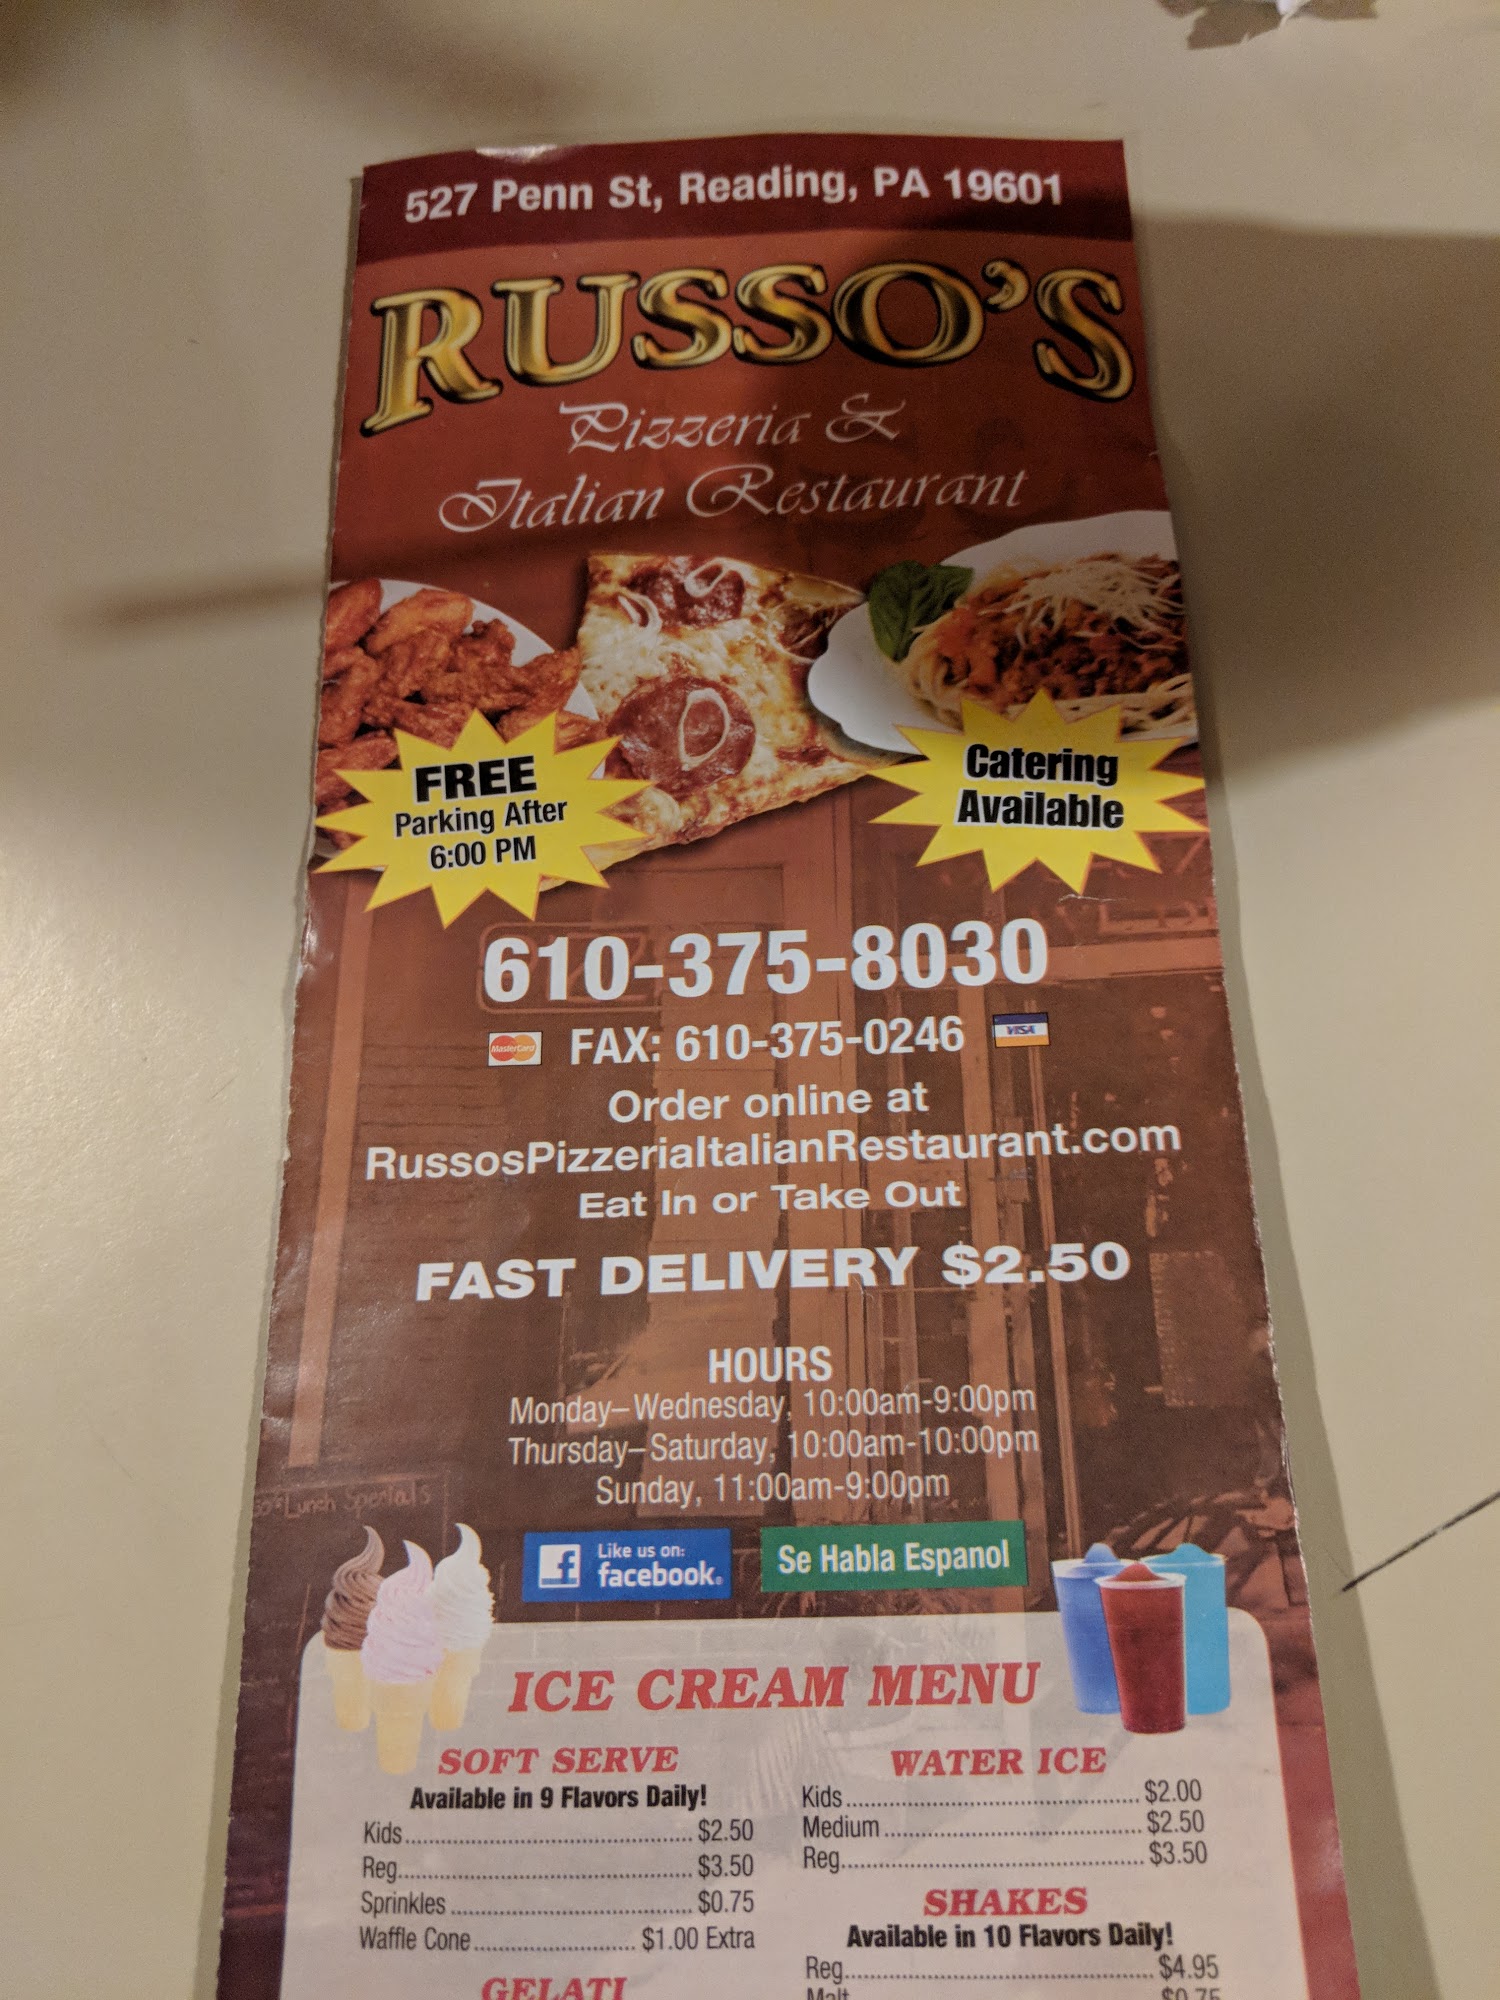 527 Penn St, Reading, PA 19601
RUSSO'S
Pizzeria &
Italian Restaurant
FREE
Parking After
6:00 PM
Catering
Available
610-375-8030
MasterCard
FAX: 610-375-0246
VISA
Order online at
RussosPizzeriaItalianRestaurant.com
Eat In or Take Out
FAST DELIVERY $2.50
HOURS
Monday–Wednesday, 10:00am-9:00pm
Thursday–Saturday, 10:00am-10:00pm
Sunday, 11:00am-9:00pm
Lunch Specials
f
Like us on:
facebook.
Se Habla Espanol
ICE CREAM MENU
SOFT SERVE
Available in 9 Flavors Daily!
Kids $2.50
Reg. $3.50
Sprinkles $0.75
Waffle Cone $1.00 Extra
GELATI
WATER ICE
Kids $2.00
Medium $2.50
Reg. $3.50
SHAKES
Available in 10 Flavors Daily!
Reg. $4.95
Malt $0.75